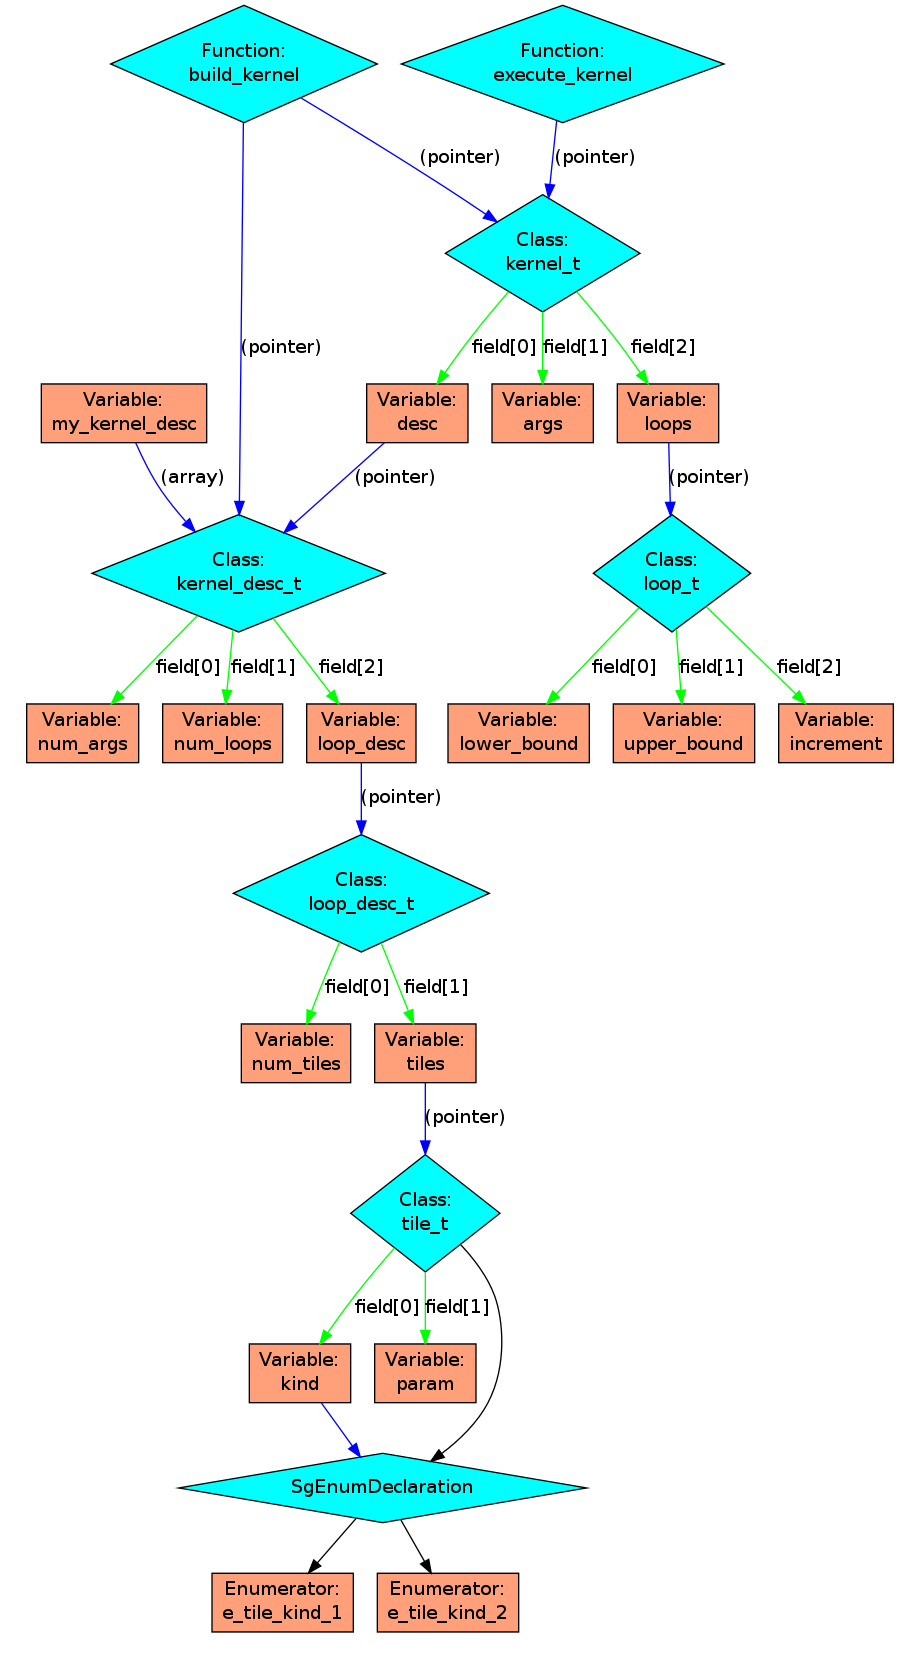 Function:
build_kernel
Function:
execute_kernel
(pointer)
(pointer)
Class:
kernel_t
(pointer)
field[0]
field[1]
field[2]
Variable:
my_kernel_desc
Variable:
desc
Variable:
args
Variable:
loops
(array)
(pointer)
(pointer)
Class:
kernel_desc_t
Class:
loop_t
field[0]
field[1]
field[2]
field[0]
field[1]
field[2]
Variable:
num_args
Variable:
num_loops
Variable:
loop_desc
Variable:
lower_bound
Variable:
upper_bound
Variable:
increment
(pointer)
Class:
loop_desc_t
field[0]
field[1]
Variable:
num_tiles
Variable:
tiles
(pointer)
Class:
tile_t
field[0]
field[1]
Variable:
kind
Variable:
param
SgEnumDeclaration
Enumerator:
e_tile_kind_1
Enumerator:
e_tile_kind_2